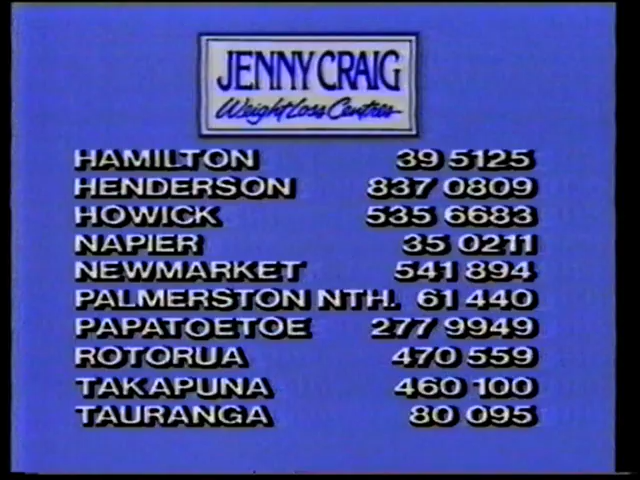 JENNY CRAIG
Weight Loss Centres
HAMILTON 39 5125
HENDERSON 837 0809
HOWICK 535 6683
NAPIER 35 0211
NEWMARKET 541 894
PALMERSTON NTH. 61 440
PAPATOETOE 277 9949
ROTORUA 470 559
TAKAPUNA 460 100
TAURANGA 80 095